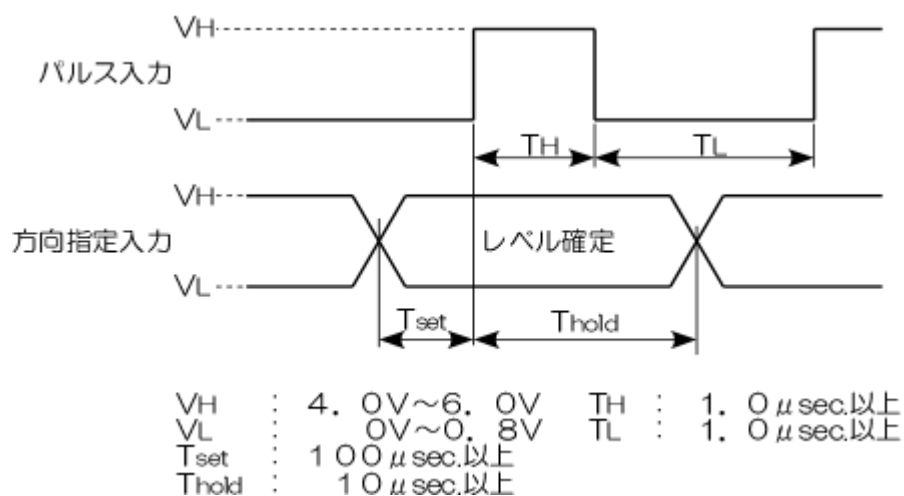 VH
パルス入力
VL
TH TL
VH
方向指定入力 レベル確定
VL
Tset Thold
VH : 4. 0V～6. 0V TH : 1. 0μsec.以上
VL : 0V～0. 8V TL : 1. 0μsec.以上
Tset : 100μsec.以上
Thold : 10μsec.以上